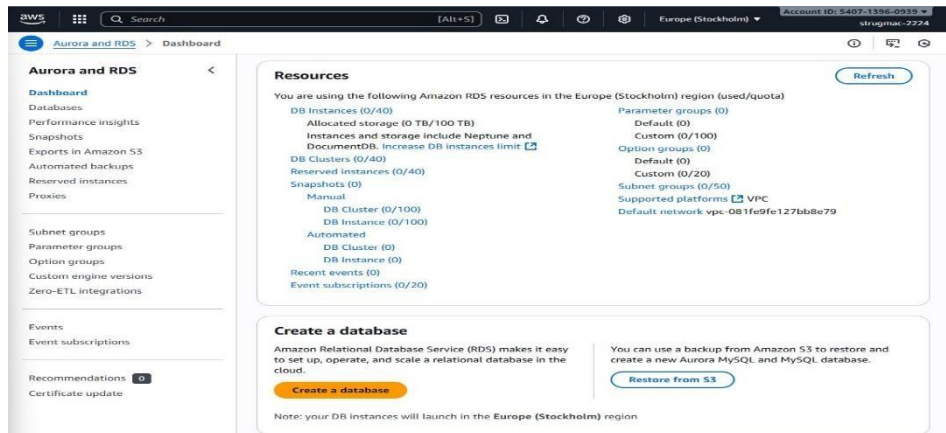 aws
Search
[Alt+S]
Europe (Stockholm)
Account ID: 5407-1396-0939
strugmac-2224
Aurora and RDS > Dashboard
Aurora and RDS
Dashboard
Databases
Performance insights
Snapshots
Exports in Amazon S3
Automated backups
Reserved instances
Proxies
Subnet groups
Parameter groups
Option groups
Custom engine versions
Zero-ETL integrations
Events
Event subscriptions
Recommendations 0
Certificate update
Resources
Refresh
You are using the following Amazon RDS resources in the Europe (Stockholm) region (used/quota)
DB Instances (0/40)
Allocated storage (0 TB/100 TB)
Instances and storage include Neptune and
DocumentDB. Increase DB instances limit
DB Clusters (0/40)
Reserved instances (0/40)
Snapshots (0)
Manual
DB Cluster (0/100)
DB Instance (0/100)
Automated
DB Cluster (0)
DB Instance (0)
Recent events (0)
Event subscriptions (0/20)
Parameter groups (0)
Default (0)
Custom (0/100)
Option groups (0)
Default (0)
Custom (0/20)
Subnet groups (0/50)
Supported platforms VPC
Default network vpc-081fe9fe127bb8e79
Create a database
Amazon Relational Database Service (RDS) makes it easy
to set up, operate, and scale a relational database in the
cloud.
Create a database
You can use a backup from Amazon S3 to restore and
create a new Aurora MySQL and MySQL database.
Restore from S3
Note: your DB instances will launch in the Europe (Stockholm) region